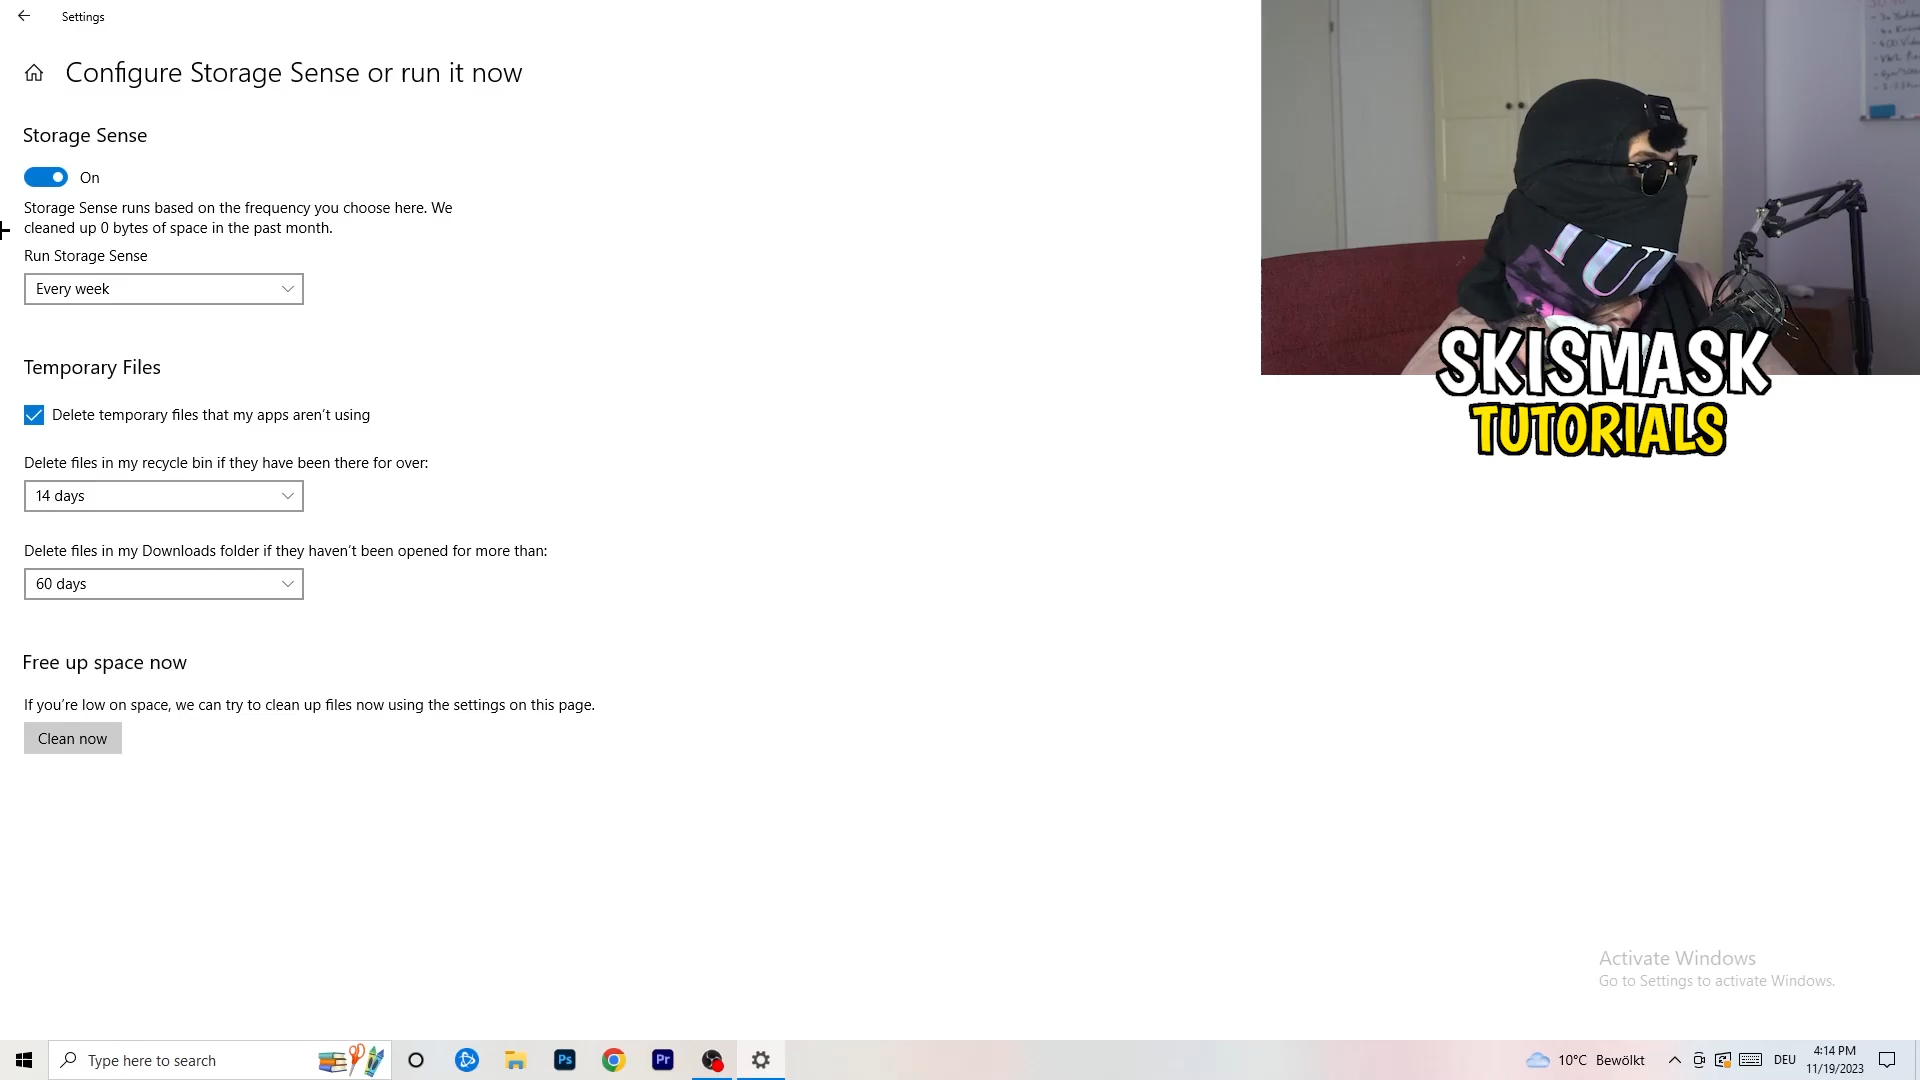 Settings
Configure Storage Sense or run it now
Storage Sense
On
Storage Sense runs based on the frequency you choose here. We
cleaned up 0 bytes of space in the past month.
Run Storage Sense
Every week
Temporary Files
Delete temporary files that my apps aren't using
Delete files in my recycle bin if they have been there for over:
14 days
Delete files in my Downloads folder if they haven't been opened for more than:
60 days
Free up space now
If you're low on space, we can try to clean up files now using the settings on this page.
Clean now
SKISMASK
TUTORIALS
Activate Windows
Go to Settings to activate Windows.
Type here to search
Ps
Pr
10°C Bewölkt
DEU
4:14 PM
11/19/2023